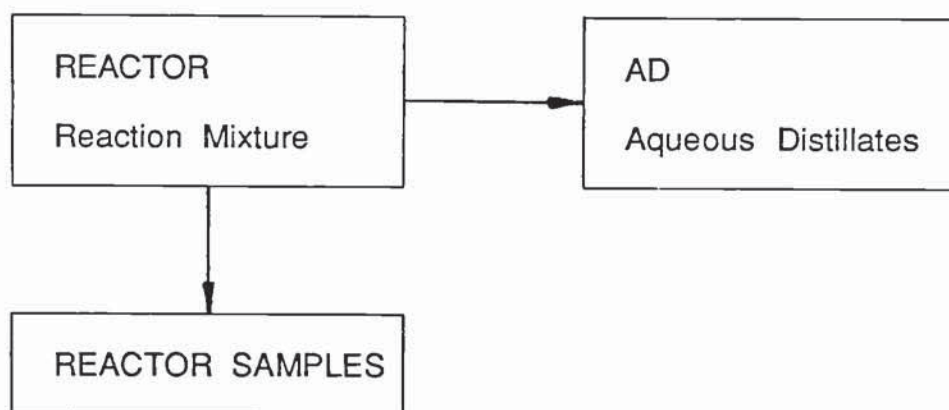 REACTOR
Reaction Mixture
AD
Aqueous Distillates
REACTOR SAMPLES